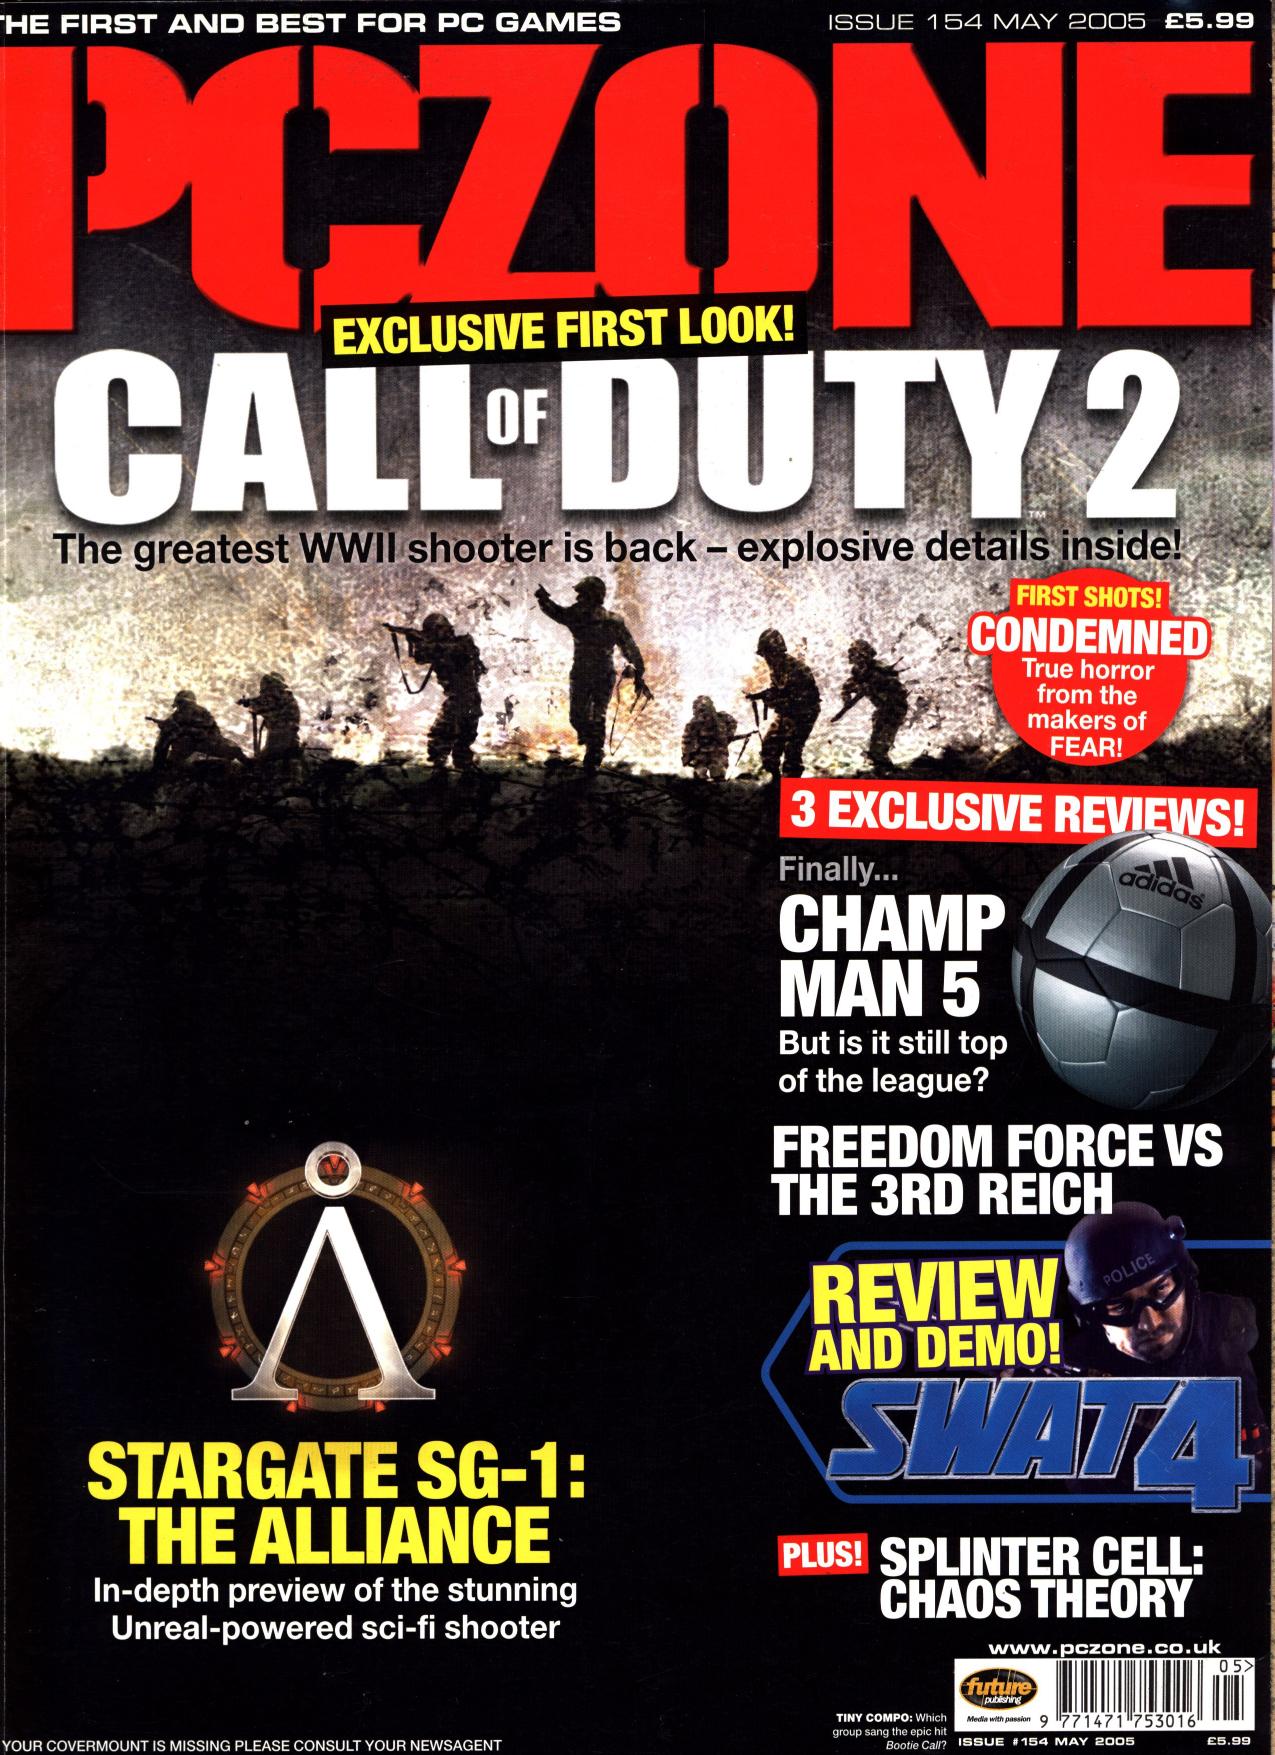 THE FIRST AND BEST FOR PC GAMES
ISSUE 154 MAY 2005 £5.99
PCZONE
EXCLUSIVE FIRST LOOK!
CALL OF DUTY 2
TM
The greatest WWII shooter is back – explosive details inside!
FIRST SHOTS!
CONDEMNED
True horror
from the
makers of
FEAR!
3 EXCLUSIVE REVIEWS!
Finally...
CHAMP
MAN 5
But is it still top
of the league?
adidas
FREEDOM FORCE VS
THE 3RD REICH
REVIEW
AND DEMO!
POLICE
SWAT 4
STARGATE SG-1:
THE ALLIANCE
In-depth preview of the stunning
Unreal-powered sci-fi shooter
PLUS!
SPLINTER CELL:
CHAOS THEORY
www.pczone.co.uk
future
publishing
Media with passion
05>
9 771471 753016
ISSUE #154 MAY 2005 £5.99
TINY COMPO: Which
group sang the epic hit
Bootie Call?
YOUR COVERMOUNT IS MISSING PLEASE CONSULT YOUR NEWSAGENT